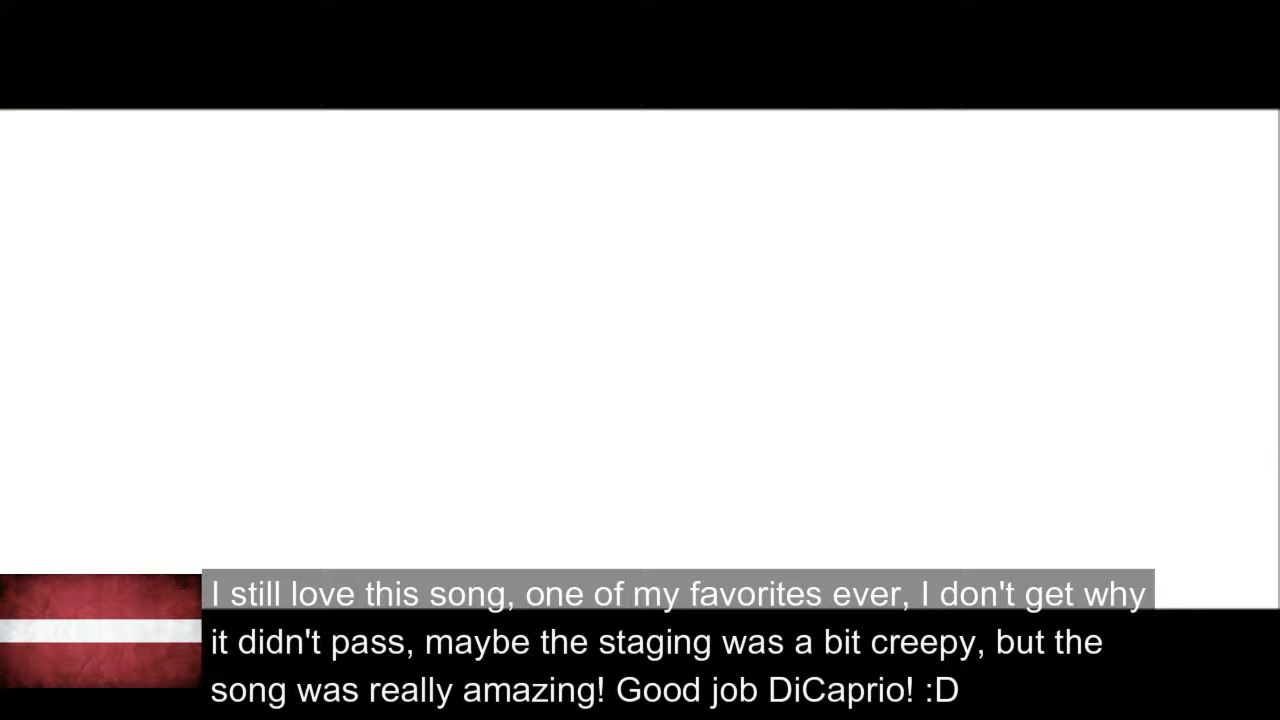 I still love this song, one of my favorites ever, I don't get why
it didn't pass, maybe the staging was a bit creepy, but the
song was really amazing! Good job DiCaprio! :D